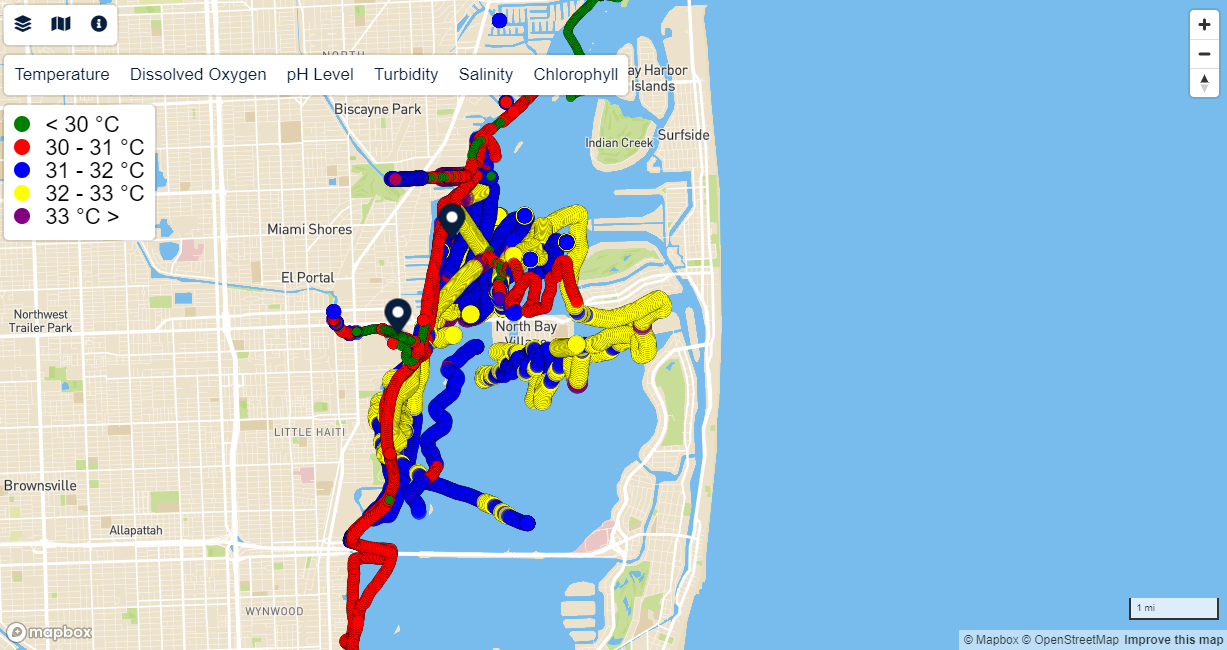 NORTH
Temperature Dissolved Oxygen pH Level Turbidity Salinity Chlorophyll
ay Harbor
Islands
Biscayne Park
< 30 °C
30 - 31 °C
31 - 32 °C
32 - 33 °C
33 °C >
Surfside
Indian Creek
Miami Shores
El Portal
Northwest
Trailer Park
North Bay
Village
LITTLE HAITI
Brownsville
Allapattah
WYNWOOD
1 mi
mapbox
© Mapbox © OpenStreetMap Improve this map